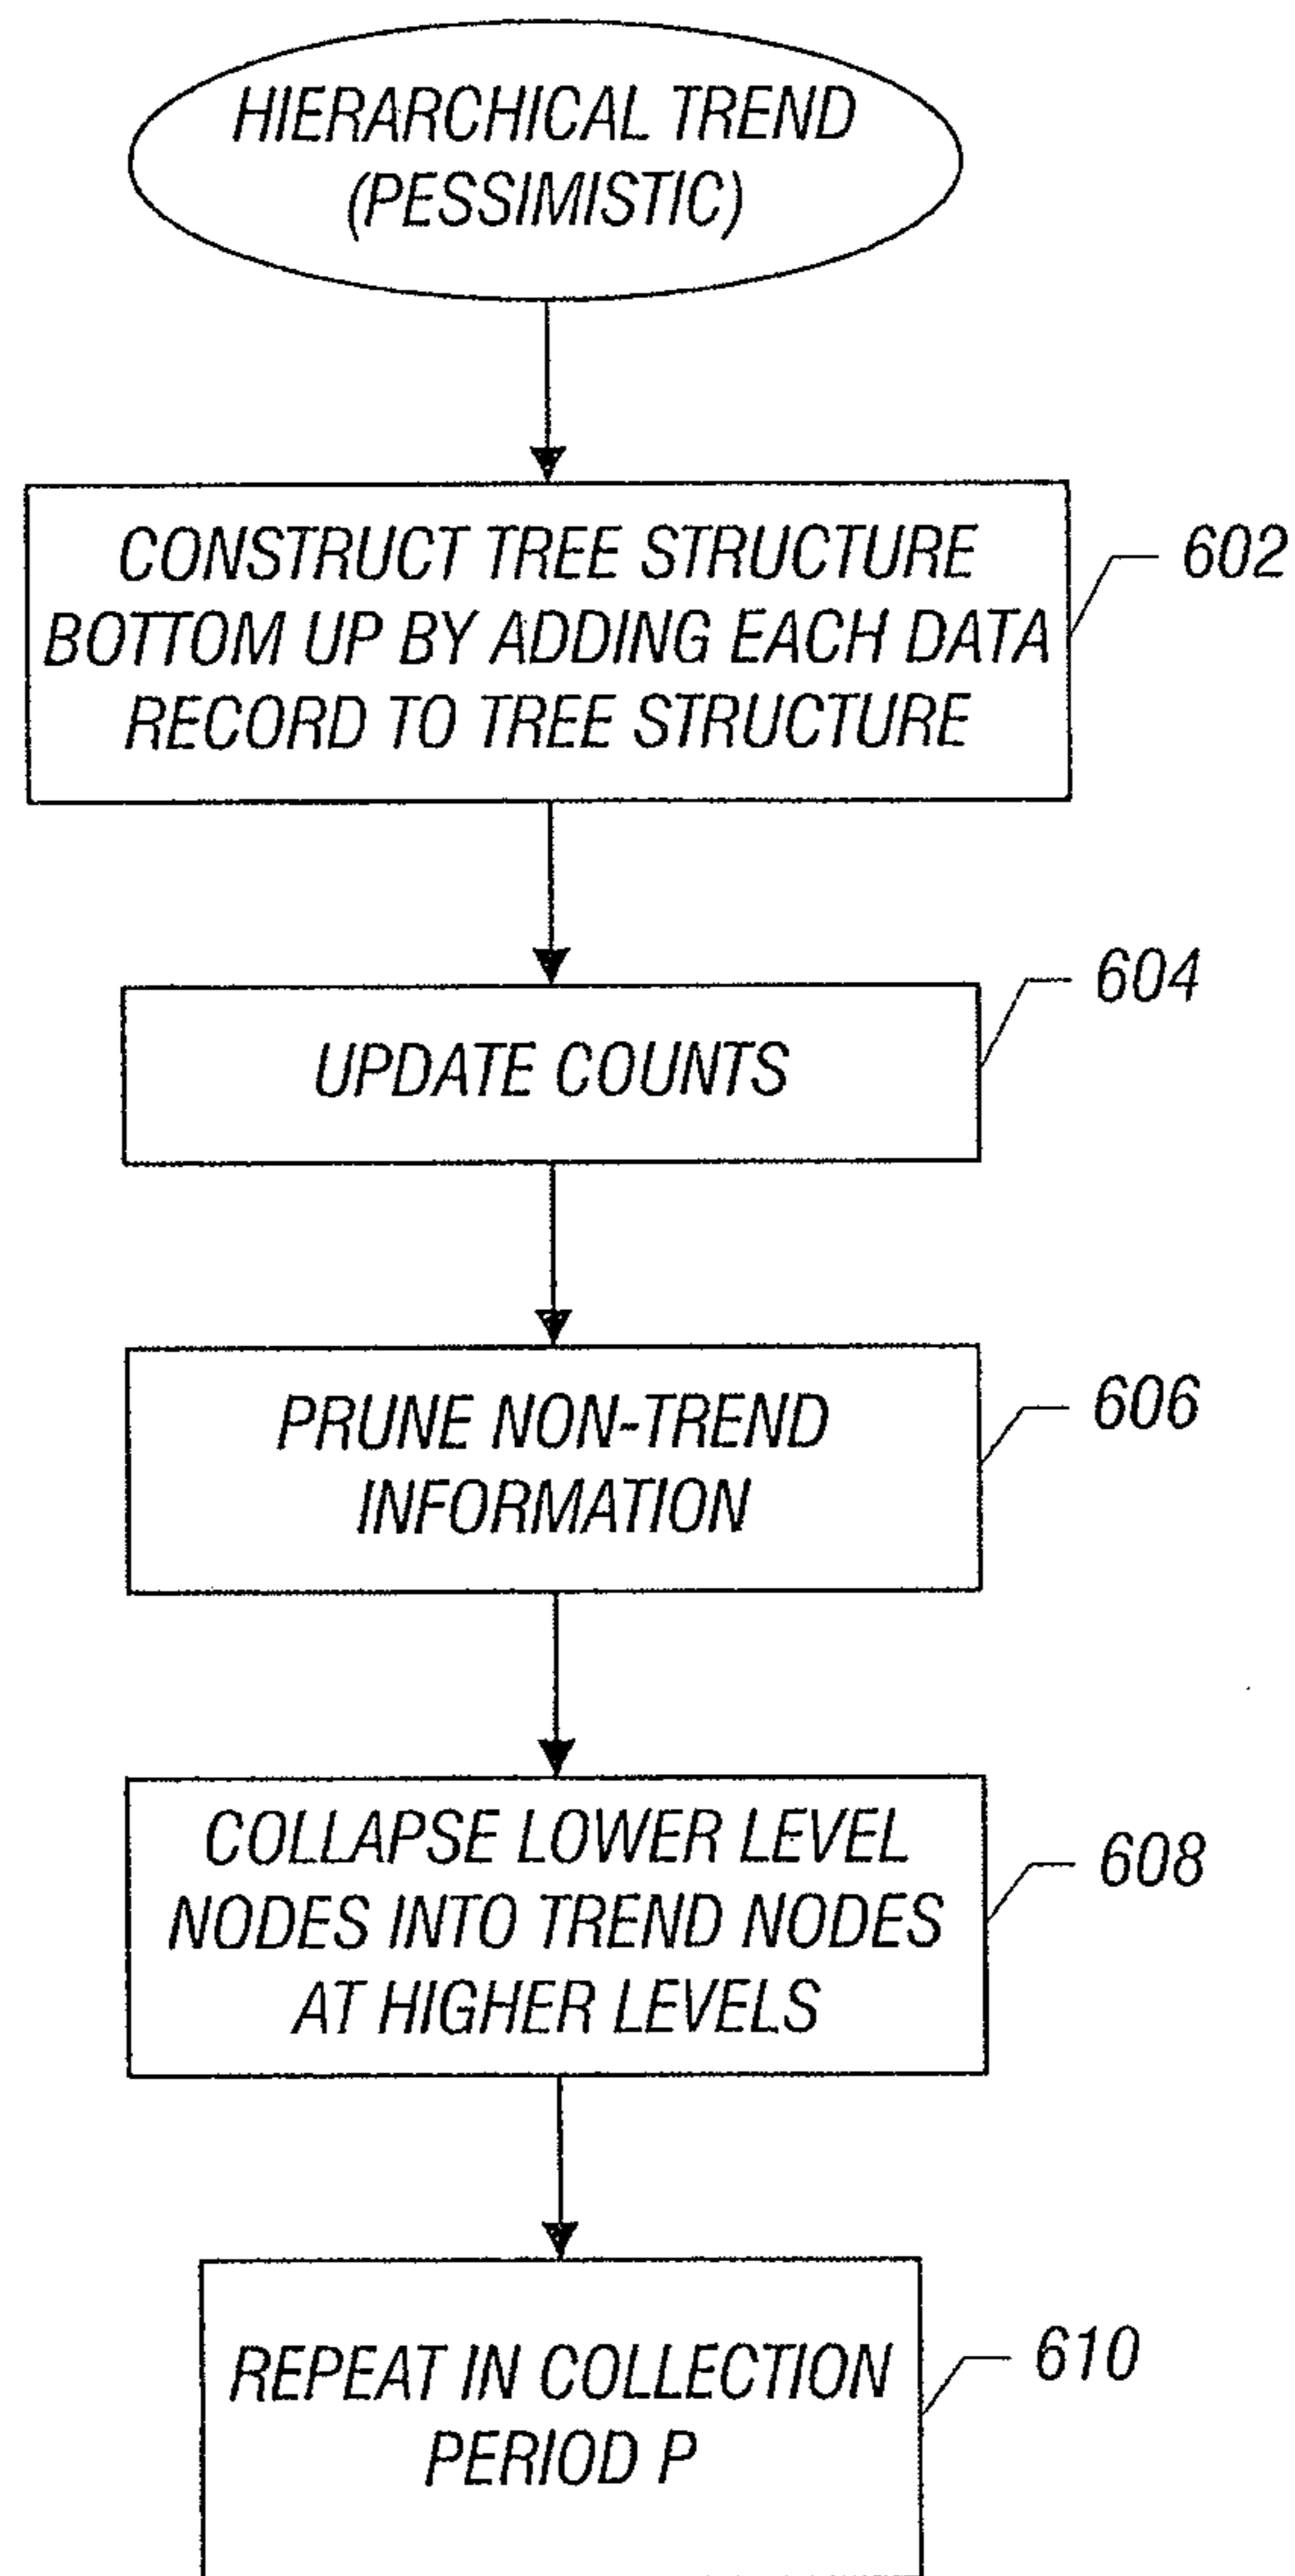 HIERARCHICAL TREND
(PESSIMISTIC)
CONSTRUCT TREE STRUCTURE
BOTTOM UP BY ADDING EACH DATA
RECORD TO TREE STRUCTURE
602
UPDATE COUNTS
604
PRUNE NON-TREND
INFORMATION
606
COLLAPSE LOWER LEVEL
NODES INTO TREND NODES
AT HIGHER LEVELS
608
REPEAT IN COLLECTION
PERIOD P
610